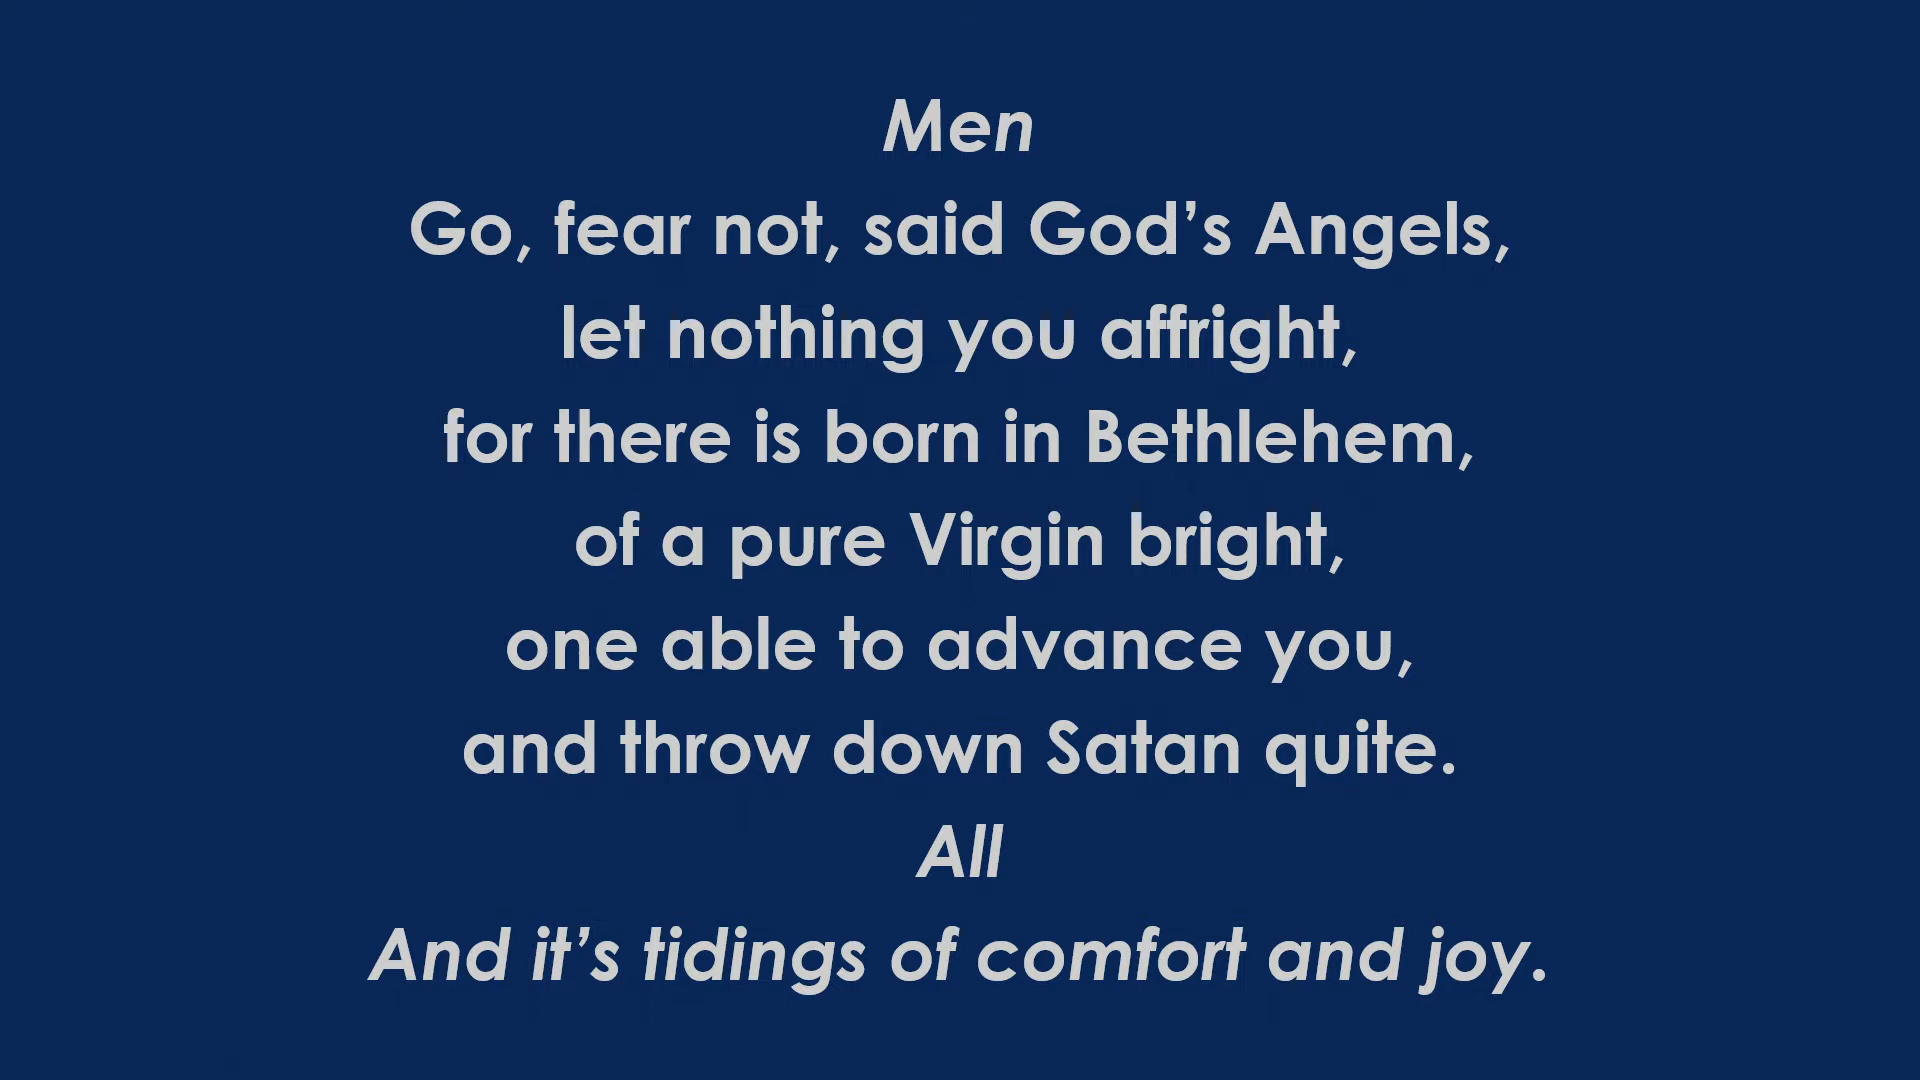 Men
Go, fear not, said God’s Angels,
let nothing you affright,
for there is born in Bethlehem,
of a pure Virgin bright,
one able to advance you,
and throw down Satan quite.
All
And it’s tidings of comfort and joy.